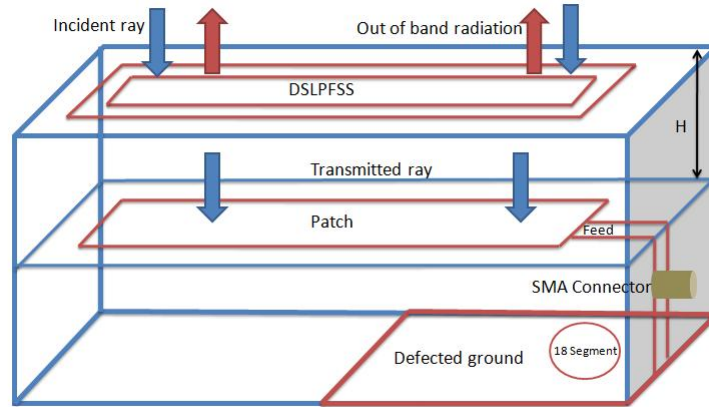 Incident ray
Out of band radiation
DSLPFSS
H
Transmitted ray
Patch
Feed
SMA Connector
Defected ground
18 Segment